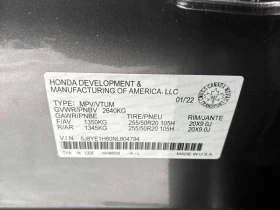 HONDA DEVELOPMENT &
MANUFACTURING OF AMERICA. LLC
01/22
TYPE: MPV/VTUM
GVWR/PNBV 2640KG
GAWR/PNBE TIRE/PNEU RIM/JANTE
F/AV 1350KG 255/50R20 105H 20X9.0J
R/AR 1345KG 255/50R20 105H 20X9.0J
V.I.N.: 5J8YE1H80NL804794
-A-L MADE IN U.S.A.